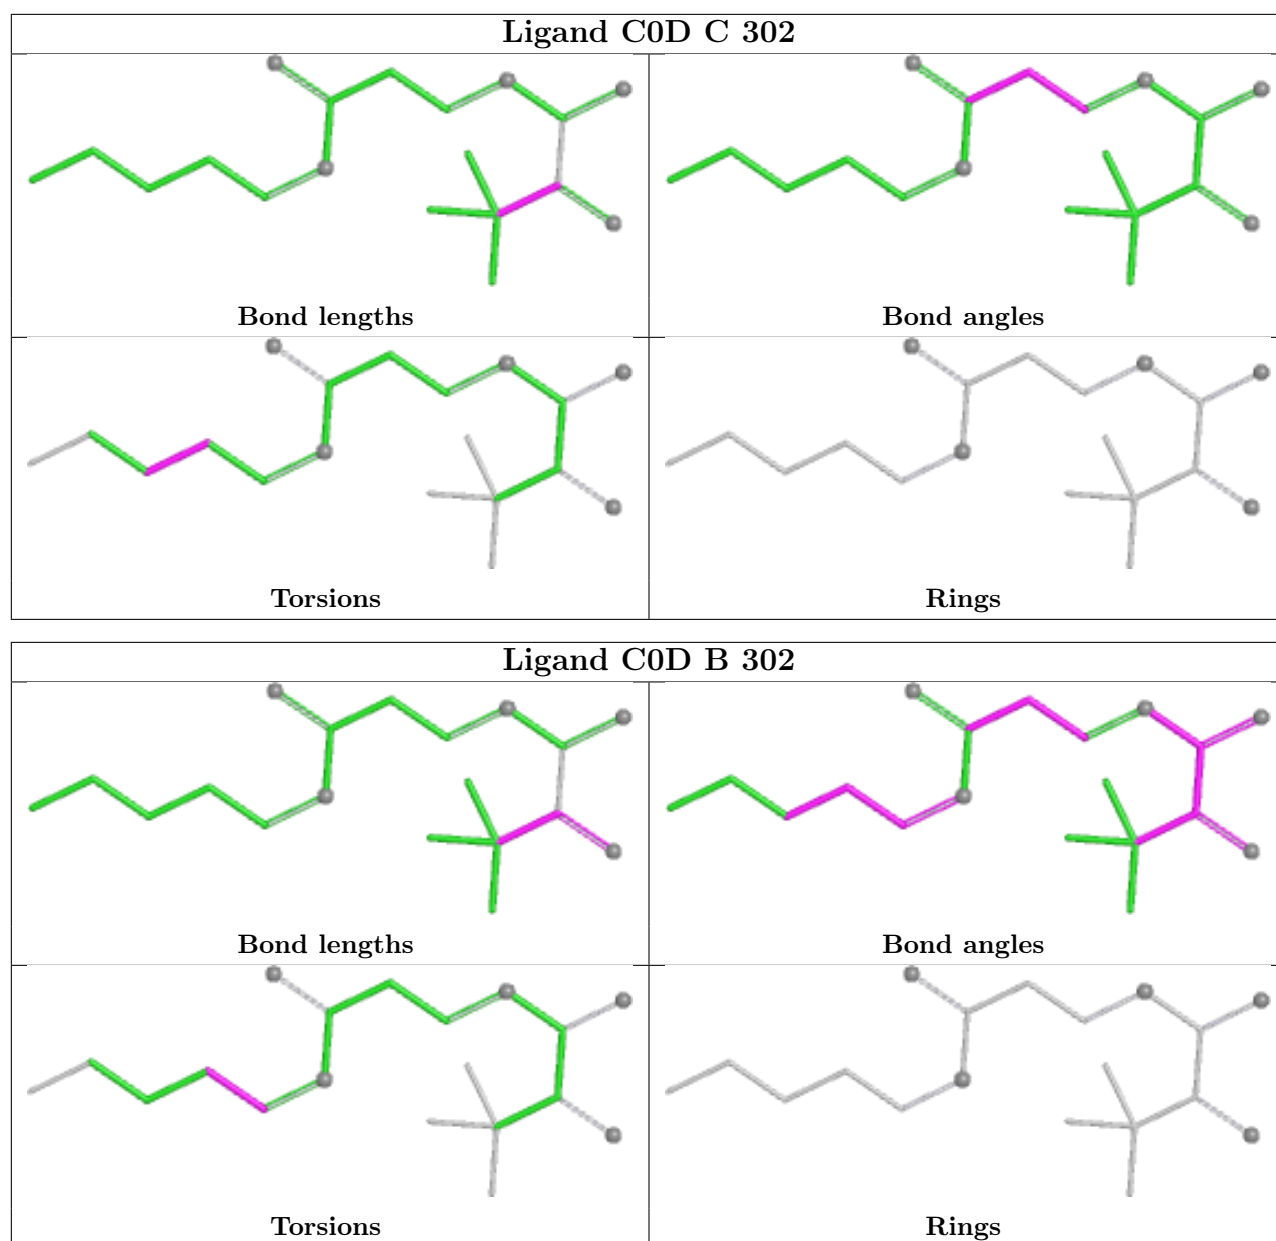 Ligand C0D C 302
Bond lengths
Bond angles
Torsions
Rings
Ligand C0D B 302
Bond lengths
Bond angles
Torsions
Rings